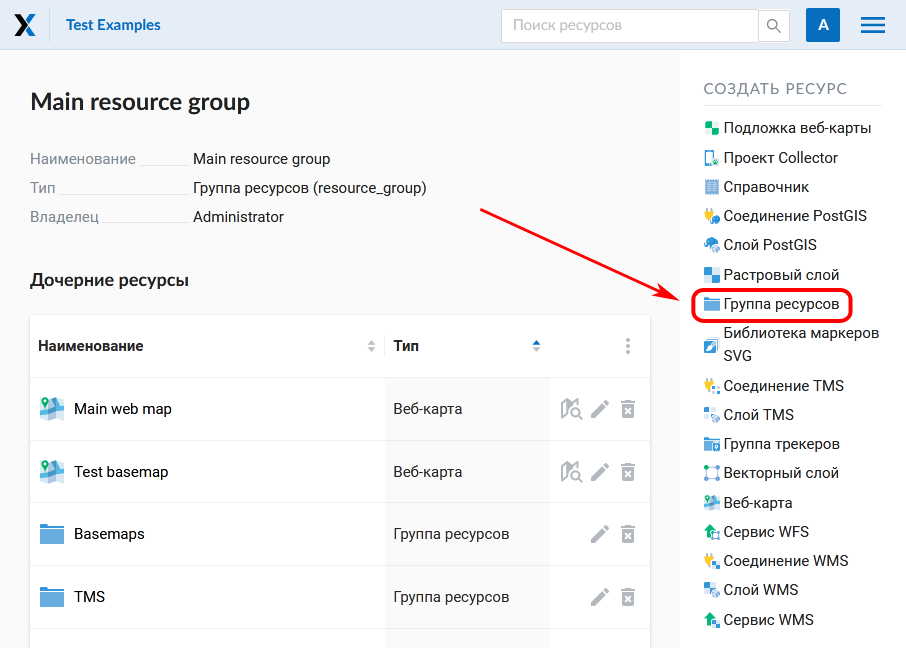 Test Examples
Поиск ресурсов
A
Main resource group
Наименование Main resource group
Тип Группа ресурсов (resource_group)
Владелец Administrator
Дочерние ресурсы
Наименование Тип
Main web map Веб-карта
Test basemap Веб-карта
Basemaps Группа ресурсов
TMS Группа ресурсов
СОЗДАТЬ РЕСУРС
Подложка веб-карты
Проект Collector
Справочник
Соединение PostGIS
Слой PostGIS
Растровый слой
Группа ресурсов
Библиотека маркеров
SVG
Соединение TMS
Слой TMS
Группа трекеров
Векторный слой
Веб-карта
Сервис WFS
Соединение WMS
Слой WMS
Сервис WMS